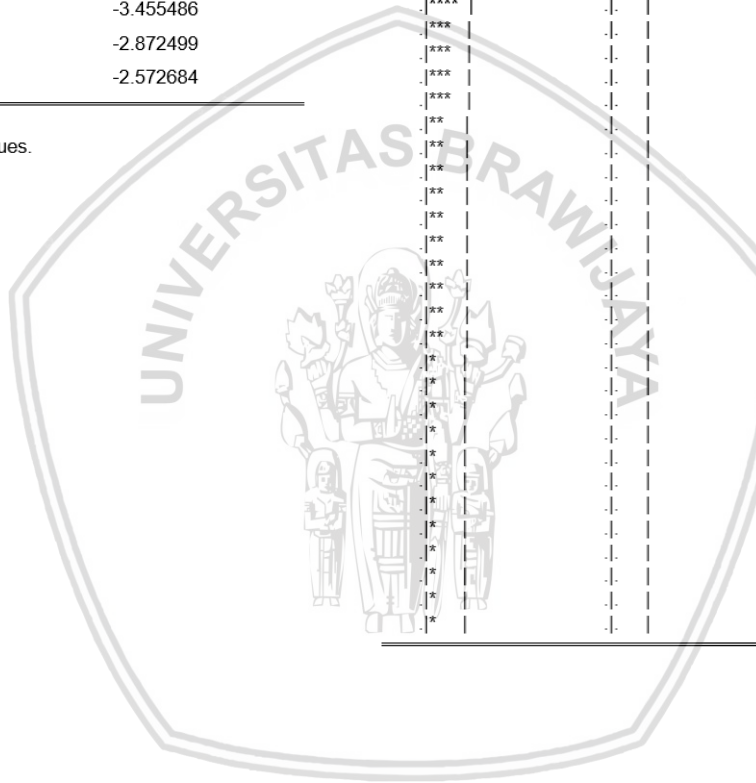 -3.455486
-2.872499
-2.572684
ues.
.|**** | .|. |
.|*** | .|. |
.|*** | .|. |
.|*** | .|. |
.|*** | .|. |
.|** | .|. |
.|** | .|. |
.|** | .|. |
.|** | .|. |
.|** | .|. |
.|** | .|. |
.|** | .|. |
.|** | .|. |
.|** | .|. |
.|** | .|. |
.|* | .|. |
.|* | .|. |
.|* | .|. |
.|* | .|. |
.|* | .|. |
.|* | .|. |
.|* | .|. |
.|* | .|. |
.|* | .|. |
.|* | .|. |
.|* | .|. |
.|* | .|. |
UNIVERSITAS BRAWIJAYA